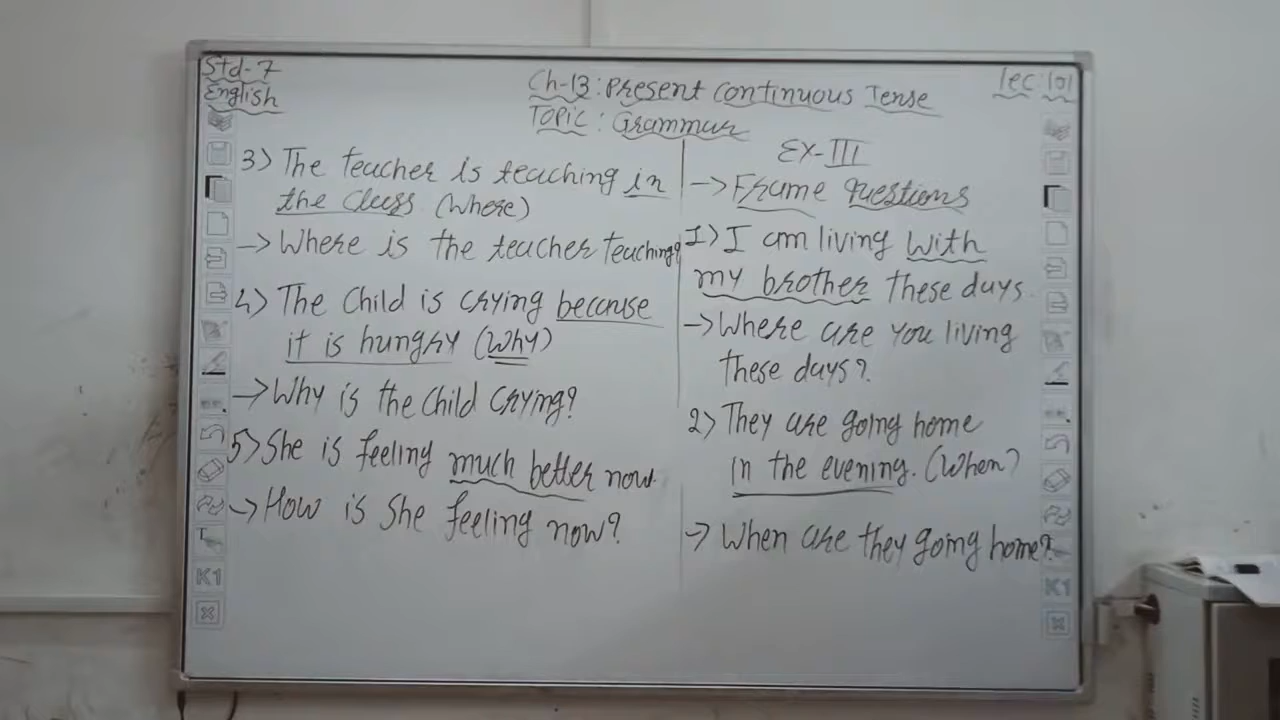 Std-7
English
Ch-13: Present Continuous Tense
Topic: Grammar
lec:101
Ex-III
-> Frame questions
1) I am living with
my brother these days.
-> Where are you living
these days?
2) They are going home
in the evening. (When?
-> When are they going home?
3) The teacher is teaching in
the class (Where)
-> Where is the teacher teaching?
4) The child is crying because
it is hungry (Why)
-> Why is the child crying?
5) She is feeling much better now.
-> How is she feeling now?
T
K1
K1